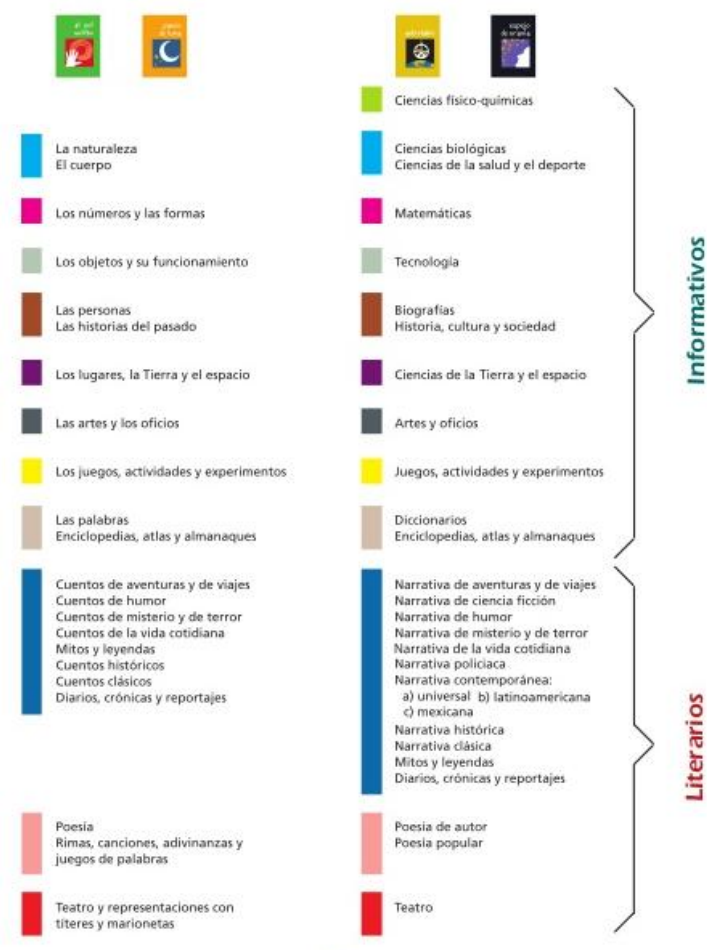 Ciencias físico-químicas
La naturaleza
El cuerpo
Ciencias biológicas
Ciencias de la salud y el deporte
Los números y las formas
Matemáticas
Los objetos y su funcionamiento
Tecnología
Las personas
Las historias del pasado
Biografías
Historia, cultura y sociedad
Los lugares, la Tierra y el espacio
Ciencias de la Tierra y el espacio
Las artes y los oficios
Artes y oficios
Los juegos, actividades y experimentos
Juegos, actividades y experimentos
Las palabras
Enciclopedias, atlas y almanaques
Diccionarios
Enciclopedias, atlas y almanaques
Informativos
Cuentos de aventuras y de viajes
Cuentos de humor
Cuentos de misterio y de terror
Cuentos de la vida cotidiana
Mitos y leyendas
Cuentos históricos
Cuentos clásicos
Diarios, crónicas y reportajes
Narrativa de aventuras y de viajes
Narrativa de ciencia ficción
Narrativa de humor
Narrativa de misterio y de terror
Narrativa de la vida cotidiana
Narrativa policiaca
Narrativa contemporánea:
a) universal b) latinoamericana
c) mexicana
Narrativa histórica
Narrativa clásica
Mitos y leyendas
Diarios, crónicas y reportajes
Poesía
Rimas, canciones, adivinanzas y
juegos de palabras
Poesía de autor
Poesía popular
Teatro y representaciones con
títeres y marionetas
Teatro
Literarios